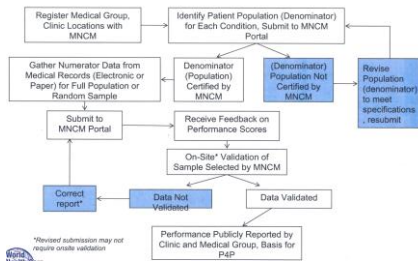 Register Medical Group,
Clinic Locations with
MNCM
Identify Patient Population (Denominator)
for Each Condition, Submit to MNCM
Portal
Gather Numerator Data from
Medical Records (Electronic or
Paper) for Full Population or
Random Sample
Denominator
(Population)
Certified by
MNCM
(Denominator)
Population Not
Certified by
MNCM
Revise
Population
(denominator)
to meet
specifications
, resubmit
Submit to
MNCM Portal
Receive Feedback on
Performance Scores
On-Site* Validation of
Sample Selected by MNCM
Correct
report*
Data Not
Validated
Data Validated
*Revised submission may not
require onsite validation
Performance Publicly Reported by
Clinic and Medical Group, Basis for
P4P
World